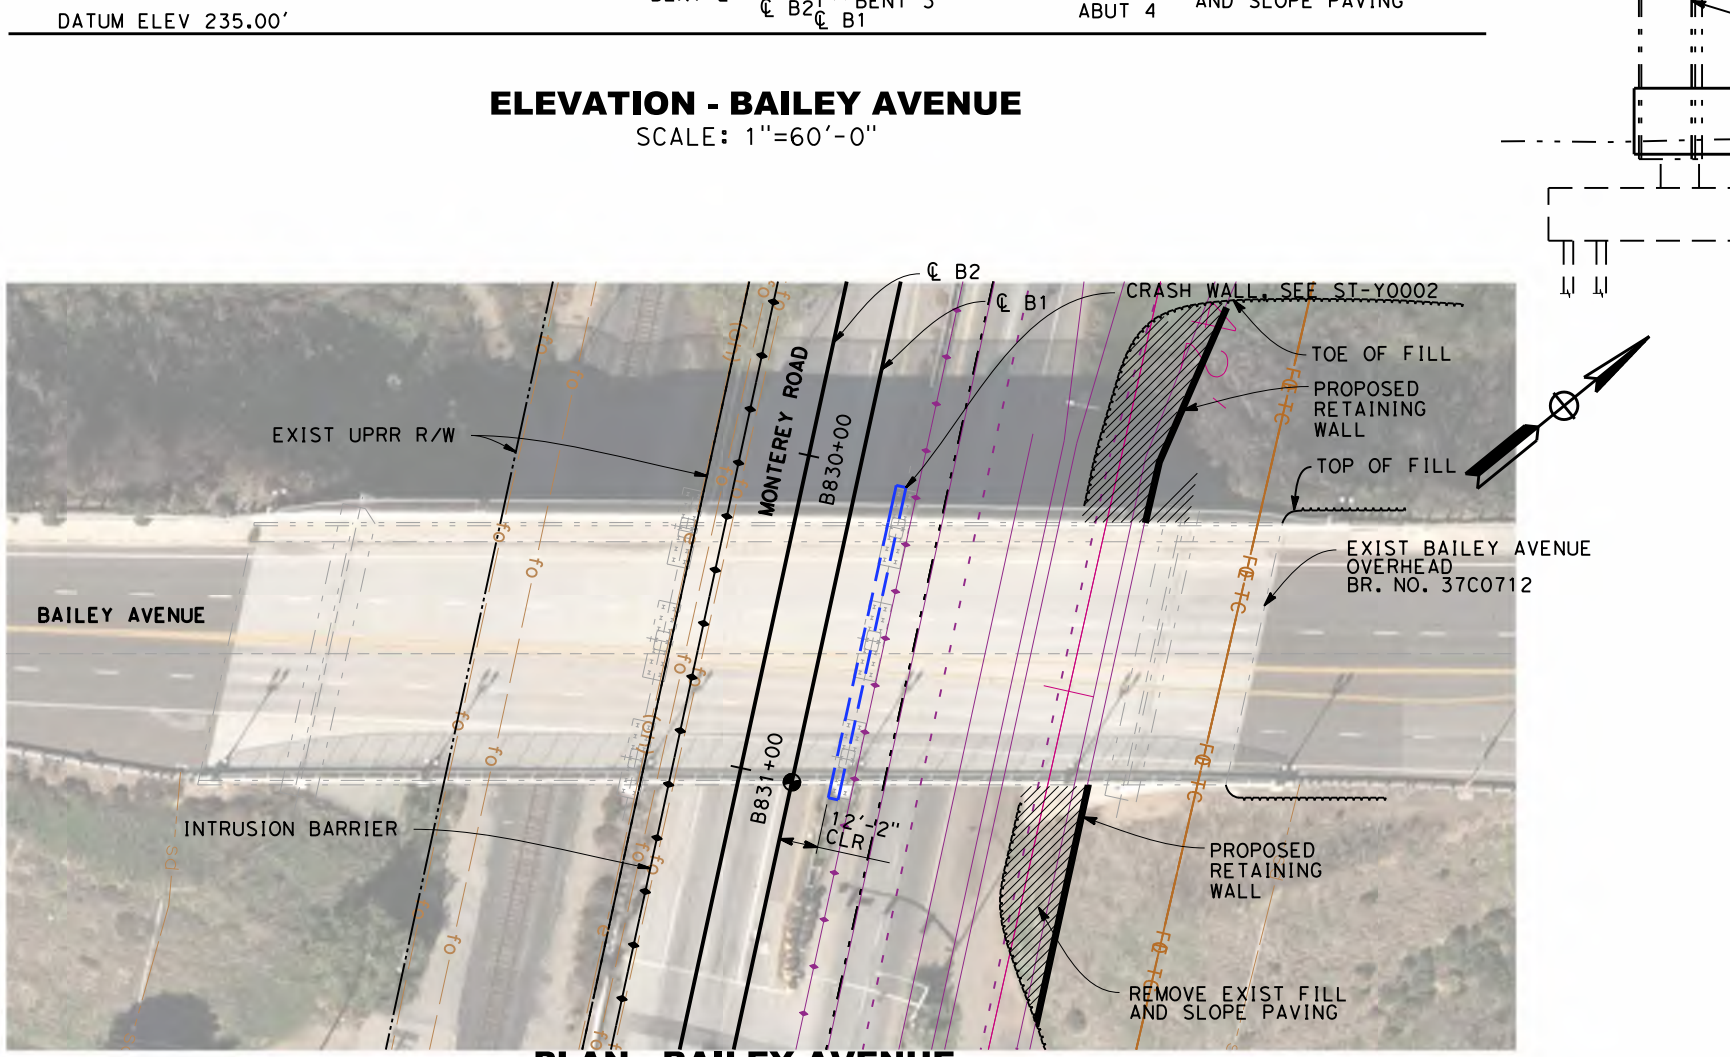 DATUM ELEV 235.00'
℄ B2
BENT 3
℄ B1
ABUT 4
AND SLOPE PAVING
ELEVATION - BAILEY AVENUE
SCALE: 1"=60'-0"
℄ B2
℄ B1
CRASH WALL, SEE ST-Y0002
TOE OF FILL
PROPOSED
RETAINING
WALL
EXIST UPRR R/W
MONTEREY ROAD
B830+00
TOP OF FILL
EXIST BAILEY AVENUE
OVERHEAD
BR. NO. 37C0712
BAILEY AVENUE
B831+00
INTRUSION BARRIER
12'-2"
CLR
PROPOSED
RETAINING
WALL
REMOVE EXIST FILL
AND SLOPE PAVING
PLAN - BAILEY AVENUE